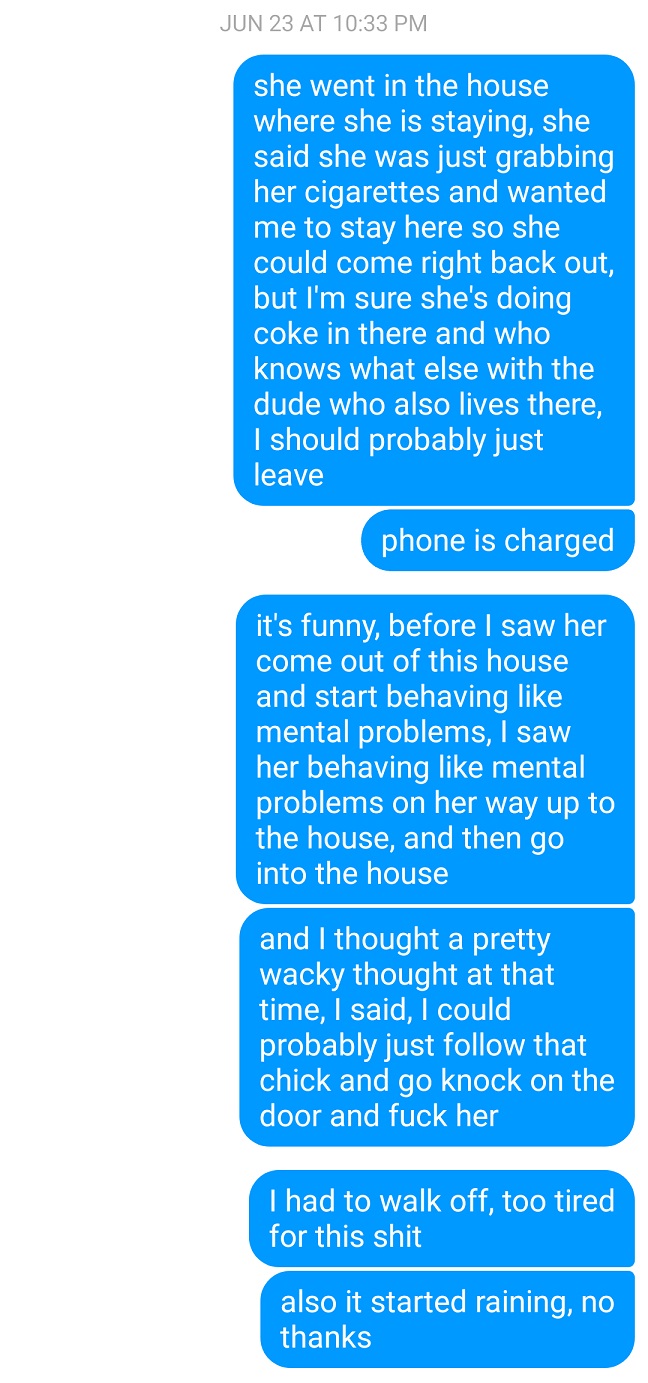 JUN 23 AT 10:33 PM
she went in the house
where she is staying, she
said she was just grabbing
her cigarettes and wanted
me to stay here so she
could come right back out,
but I'm sure she's doing
coke in there and who
knows what else with the
dude who also lives there,
I should probably just
leave
phone is charged
it's funny, before I saw her
come out of this house
and start behaving like
mental problems, I saw
her behaving like mental
problems on her way up to
the house, and then go
into the house
and I thought a pretty
wacky thought at that
time, I said, I could
probably just follow that
chick and go knock on the
door and fuck her
I had to walk off, too tired
for this shit
also it started raining, no
thanks